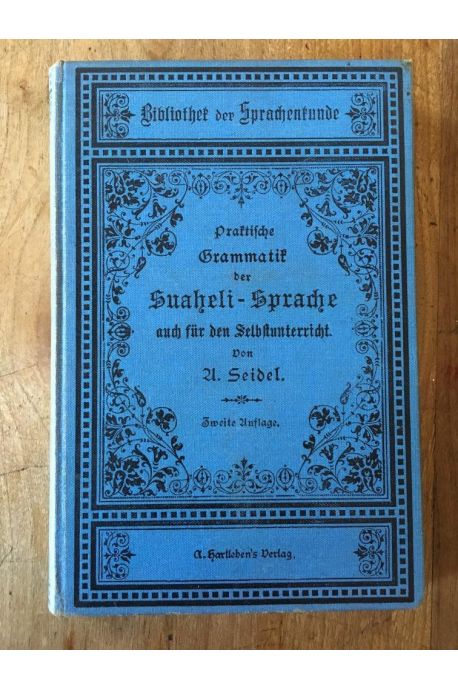 Bibliothek der Sprachenkunde
Praktische
Grammatik
der
Suaheli-Sprache
auch für den Selbstunterricht.
Von
A. Seidel.
Zweite Auflage.
A. Hartleben's Verlag.